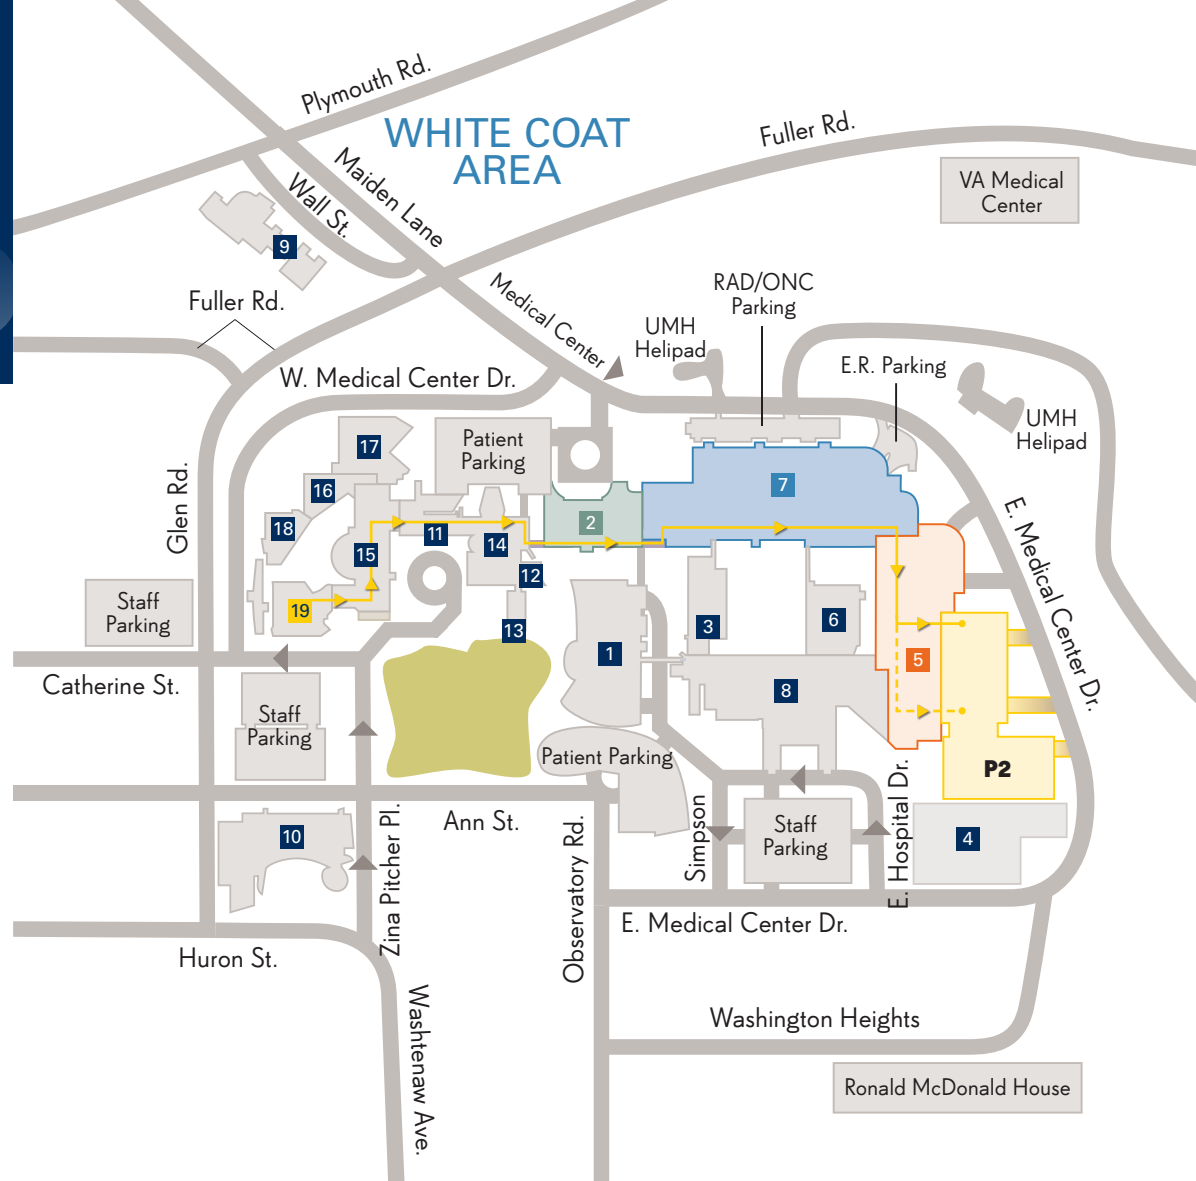 Plymouth Rd.
WHITE COAT
AREA
Fuller Rd.
VA Medical
Center
Maiden Lane
Wall St.
9
Fuller Rd.
Medical Center
RAD/ONC
Parking
UMH
Helipad
E.R. Parking
UMH
Helipad
W. Medical Center Dr.
Patient
Parking
17
16
18
15
11
14
12
19
13
2
7
Glen Rd.
E. Medical Center Dr.
Staff
Parking
1
3
6
5
8
Catherine St.
Staff
Parking
Patient Parking
P2
Ann St.
10
Zina Pitcher Pl.
Observatory Rd.
Simpson
Staff
Parking
E. Hospital Dr.
4
E. Medical Center Dr.
Huron St.
Washtenaw Ave.
Washington Heights
Ronald McDonald House